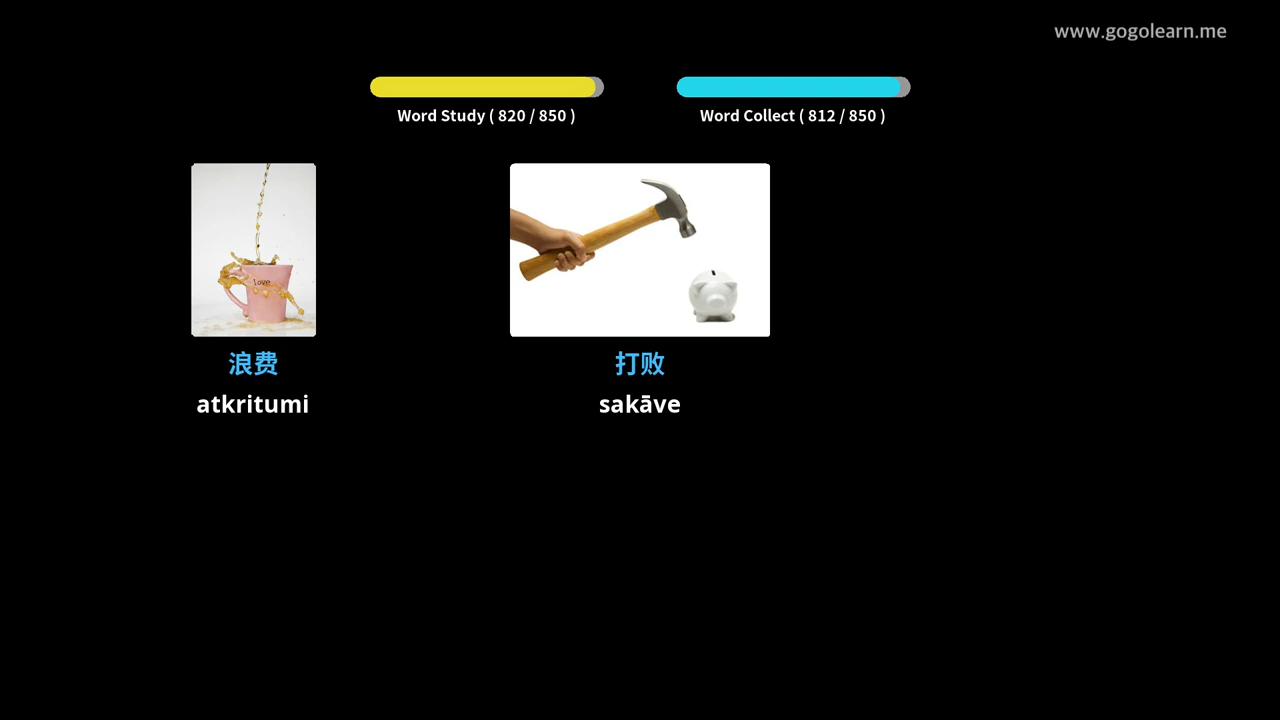 www.gogolearn.me
Word Study ( 820 / 850 )
Word Collect ( 812 / 850 )
love
浪费
打败
atkritumi
sakāve